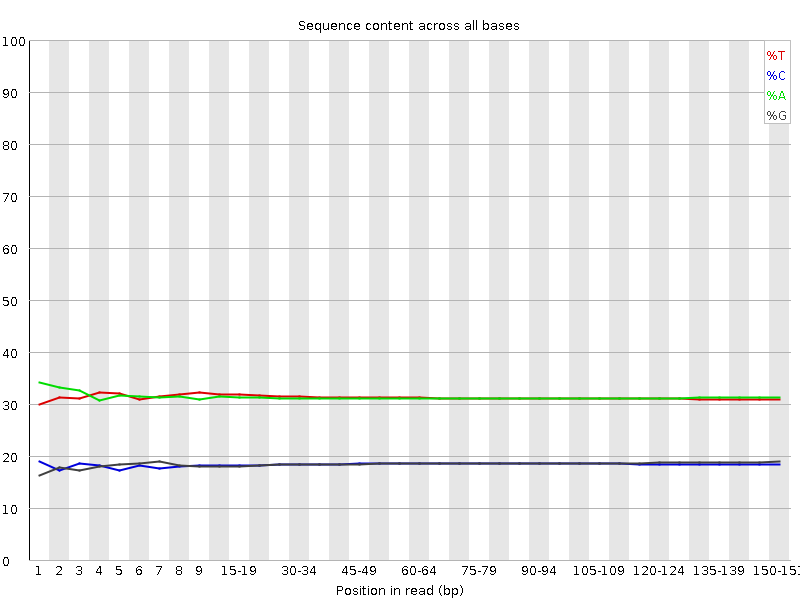 Sequence content across all bases
100
90
80
70
60
50
40
30
20
10
0
%T
%C
%A
%G
1 2 3 4 5 6 7 8 9 15-19 30-34 45-49 60-64 75-79 90-94 105-109 120-124 135-139 150-151
Position in read (bp)